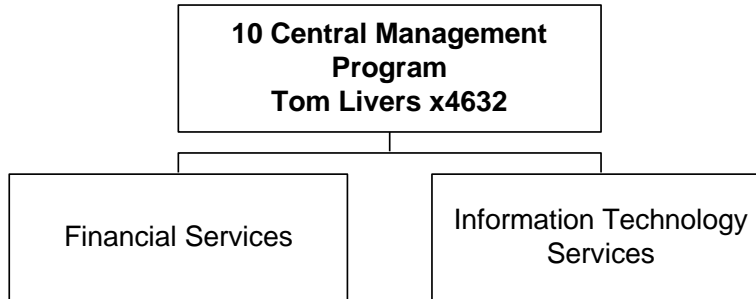 10 Central Management
Program
Tom Livers x4632
Financial Services
Information Technology
Services